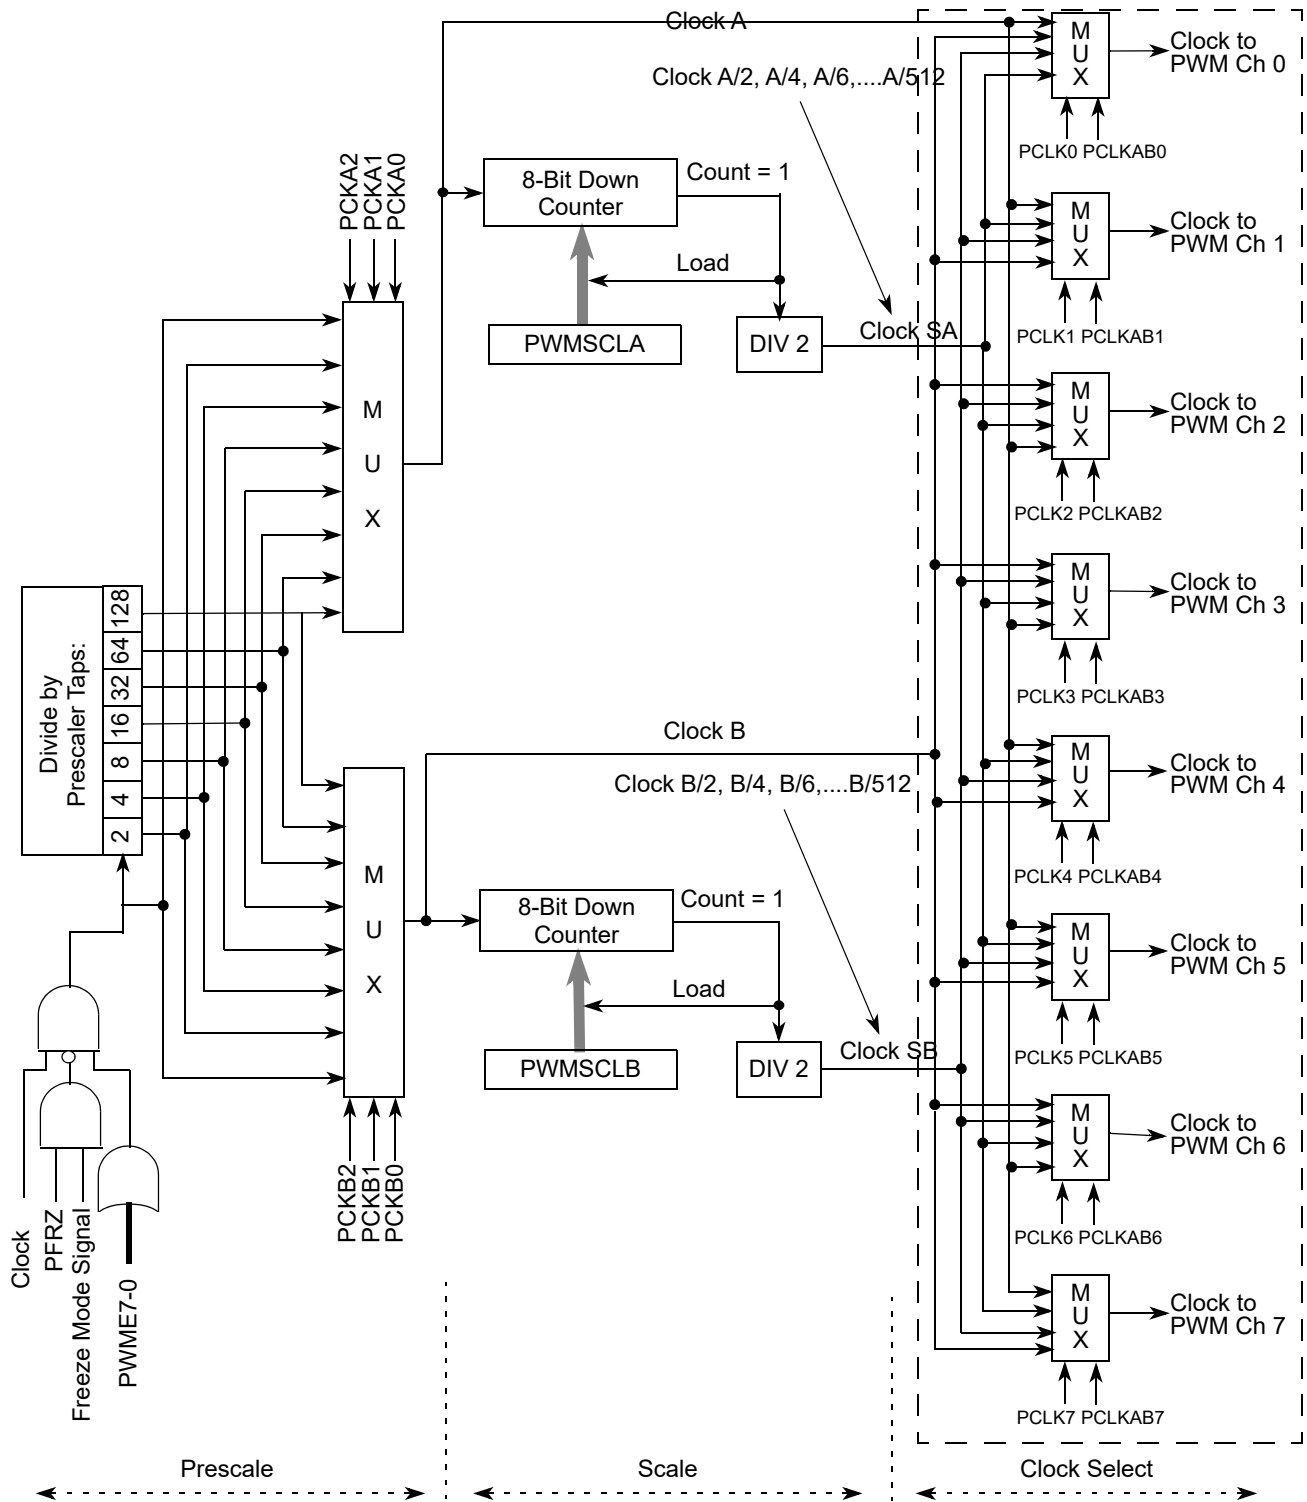 Clock A
Clock A/2, A/4, A/6,....A/512
M
U
X
Clock to
PWM Ch 0
PCLK0 PCLKAB0
PCKA2
PCKA1
PCKA0
8-Bit Down
Counter
Count = 1
Load
PWMSCLA
DIV 2
Clock SA
M
U
X
Clock to
PWM Ch 1
PCLK1 PCLKAB1
M
U
X
M
U
X
Clock to
PWM Ch 2
PCLK2 PCLKAB2
M
U
X
Clock to
PWM Ch 3
PCLK3 PCLKAB3
Divide by
Prescaler Taps:
128
64
32
16
8
4
2
Clock B
Clock B/2, B/4, B/6,....B/512
M
U
X
Clock to
PWM Ch 4
PCLK4 PCLKAB4
M
U
X
8-Bit Down
Counter
Count = 1
Load
PWMSCLB
DIV 2
Clock SB
M
U
X
Clock to
PWM Ch 5
PCLK5 PCLKAB5
PCKB2
PCKB1
PCKB0
M
U
X
Clock to
PWM Ch 6
PCLK6 PCLKAB6
Clock
PFRZ
Freeze Mode Signal
PWME7-0
M
U
X
Clock to
PWM Ch 7
PCLK7 PCLKAB7
Prescale
Scale
Clock Select